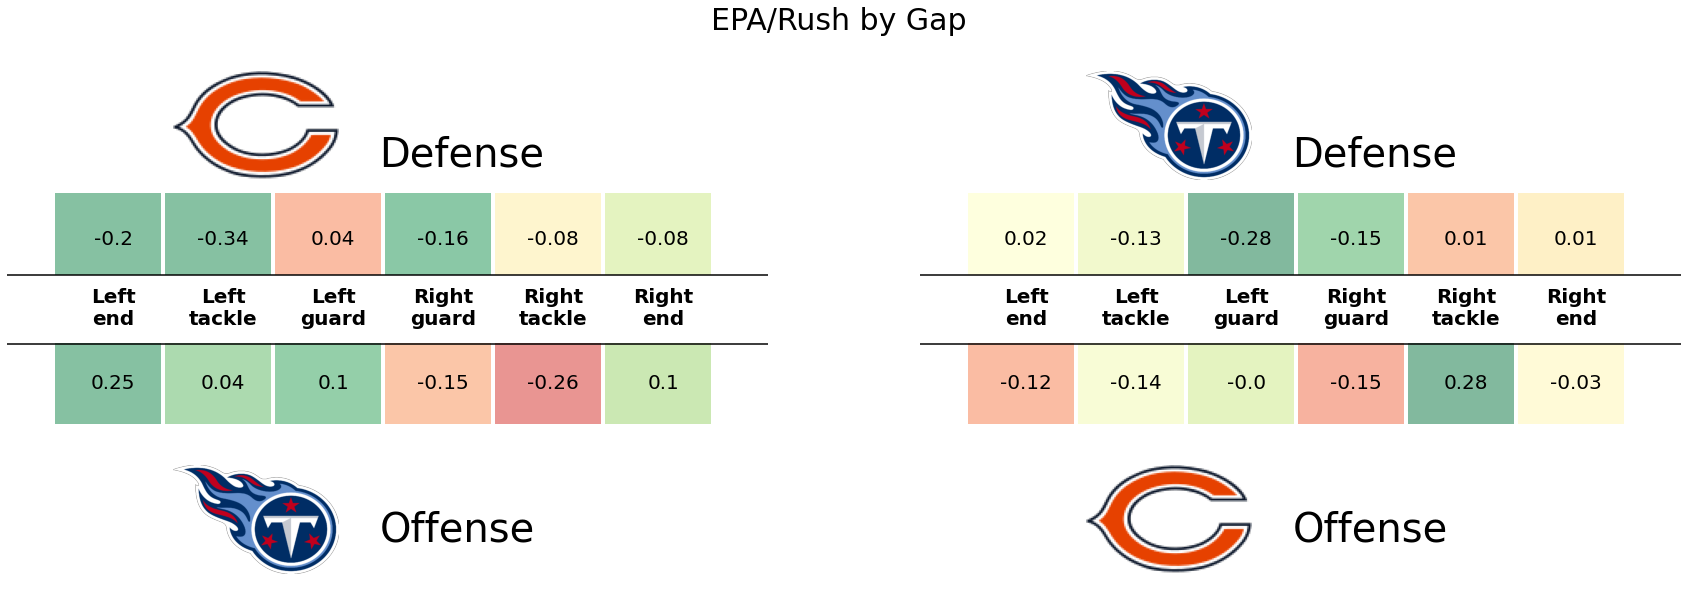 EPA/Rush by Gap
Defense
-0.2 -0.34 0.04 -0.16 -0.08 -0.08
Left Left Left Right Right Right
end tackle guard guard tackle end
0.25 0.04 0.1 -0.15 -0.26 0.1
T Offense
T Defense
0.02 -0.13 -0.28 -0.15 0.01 0.01
Left Left Left Right Right Right
end tackle guard guard tackle end
-0.12 -0.14 -0.0 -0.15 0.28 -0.03
Offense